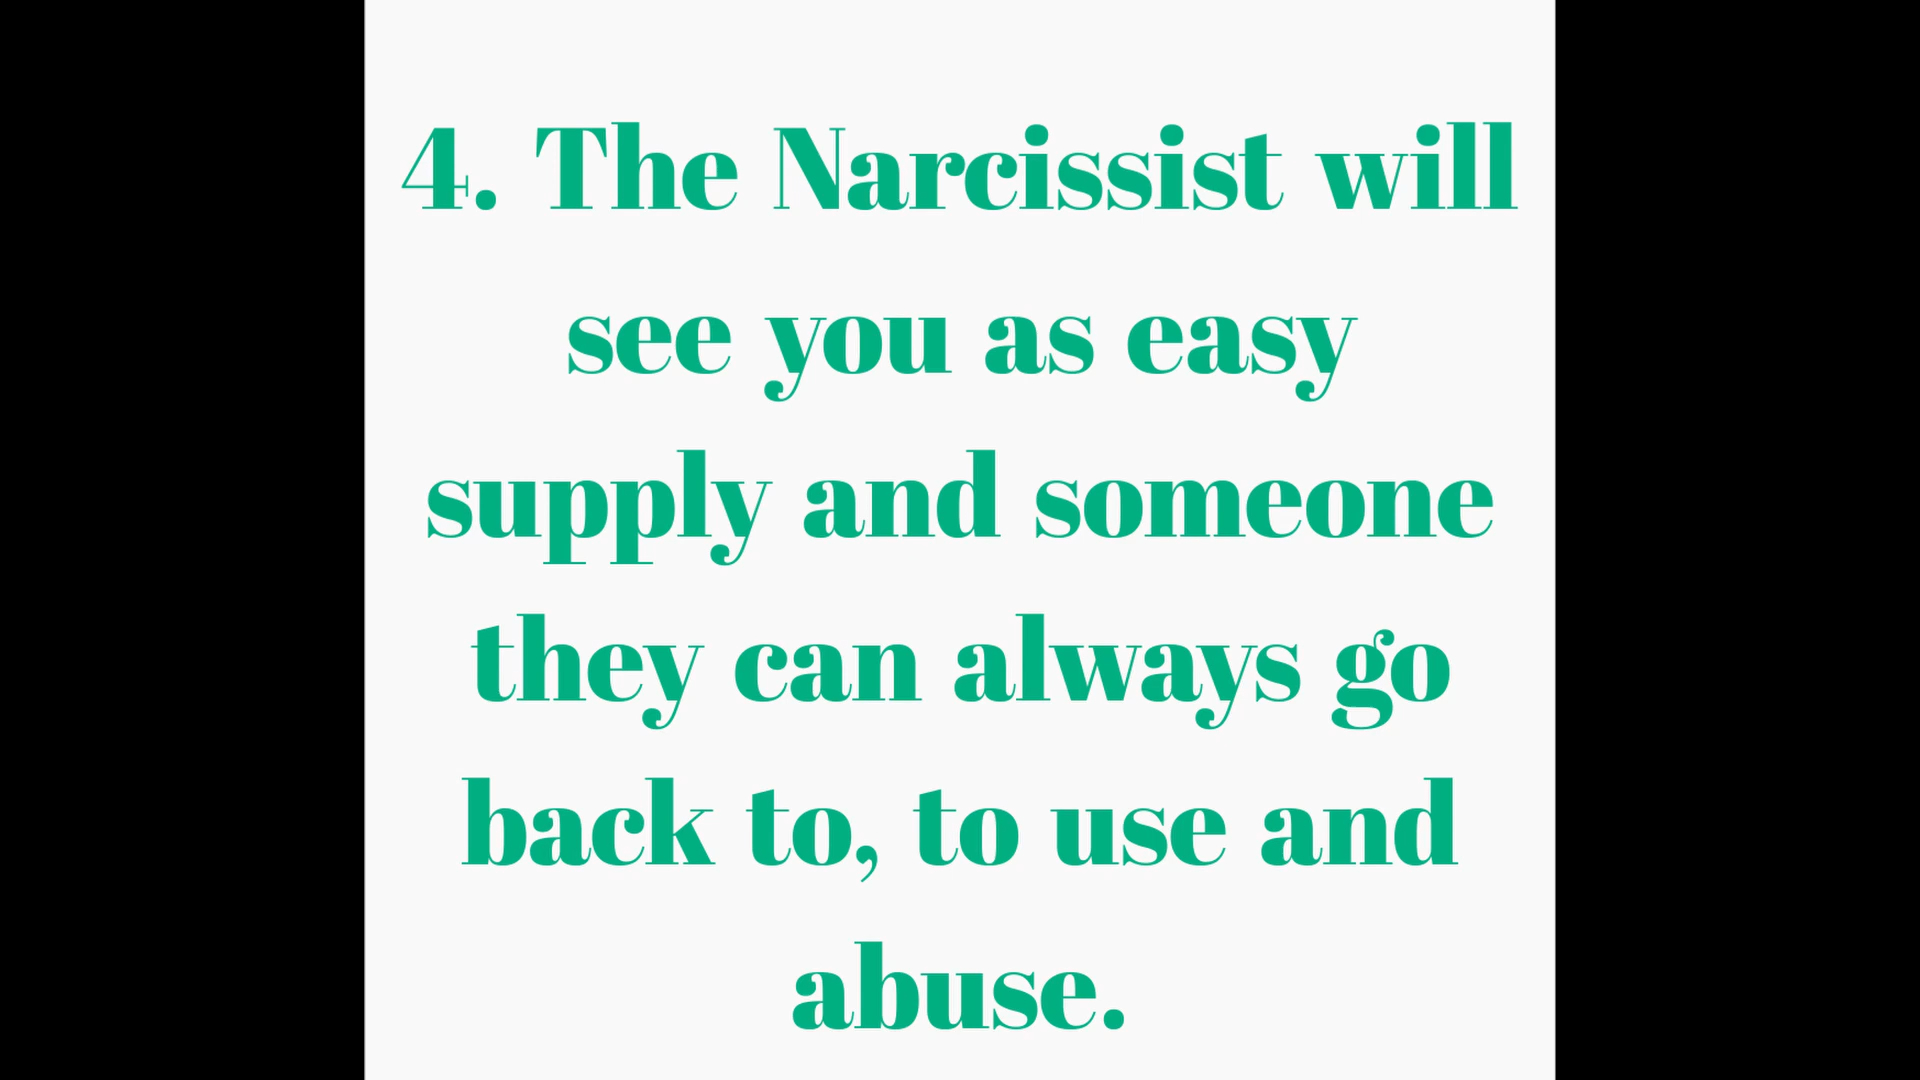 4. The Narcissist will
see you as easy
supply and someone
they can always go
back to, to use and
abuse.